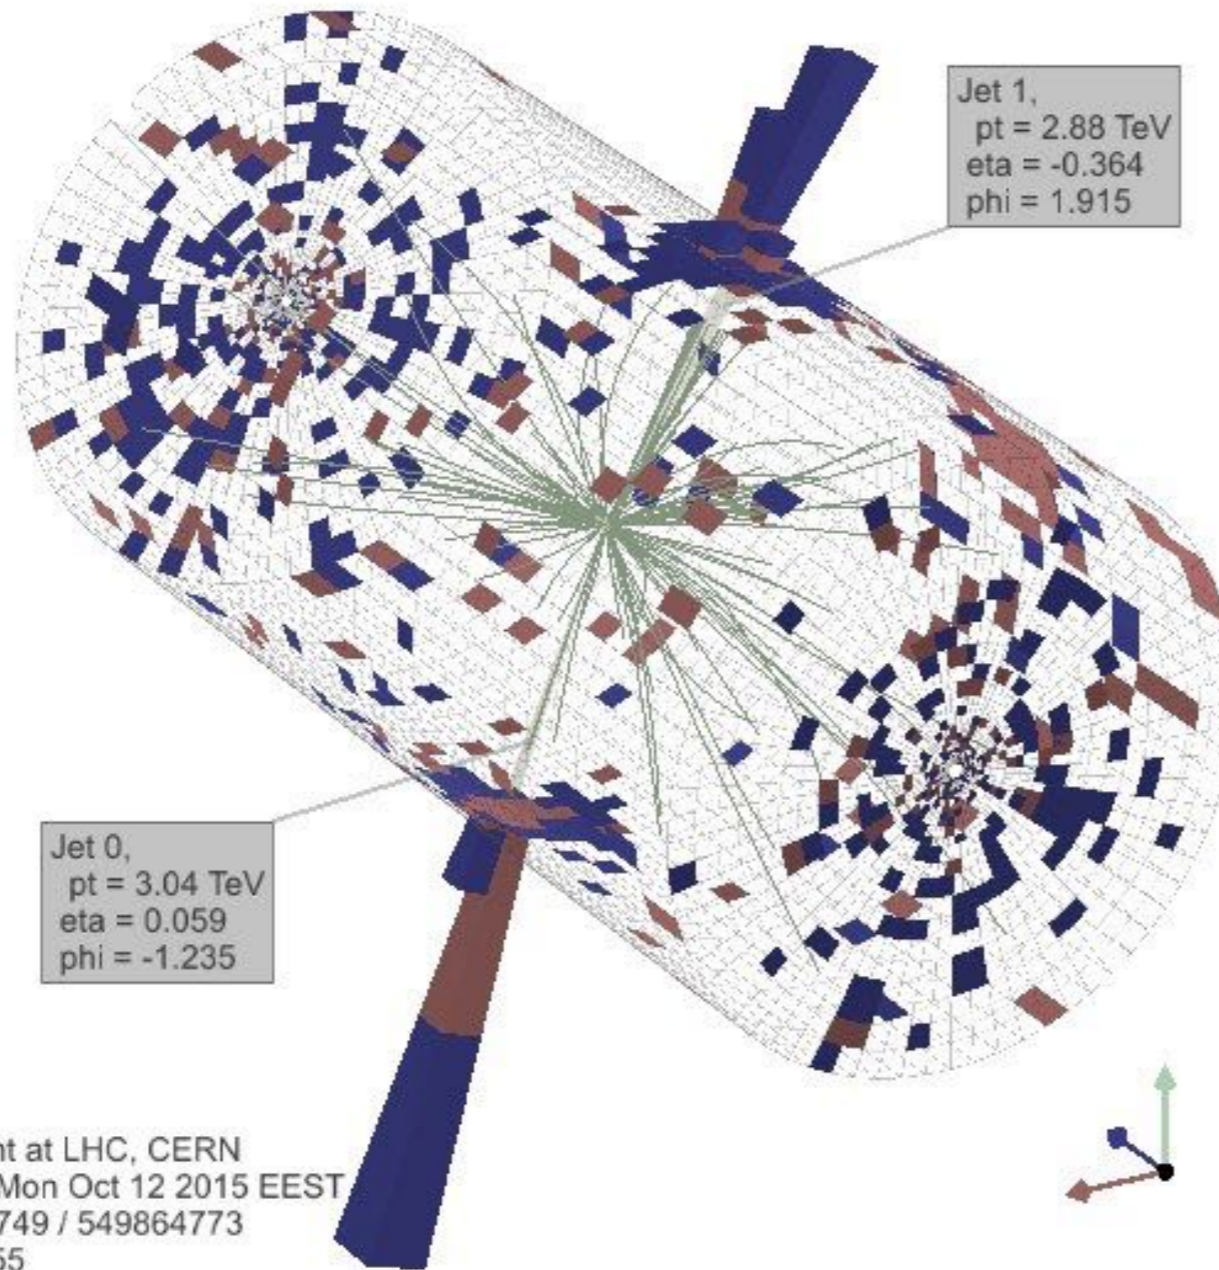 Jet 1,
pt = 2.88 TeV
eta = -0.364
phi = 1.915
Jet 0,
pt = 3.04 TeV
eta = 0.059
phi = -1.235
at LHC, CERN
Mon Oct 12 2015 EEST
749 / 549864773
55